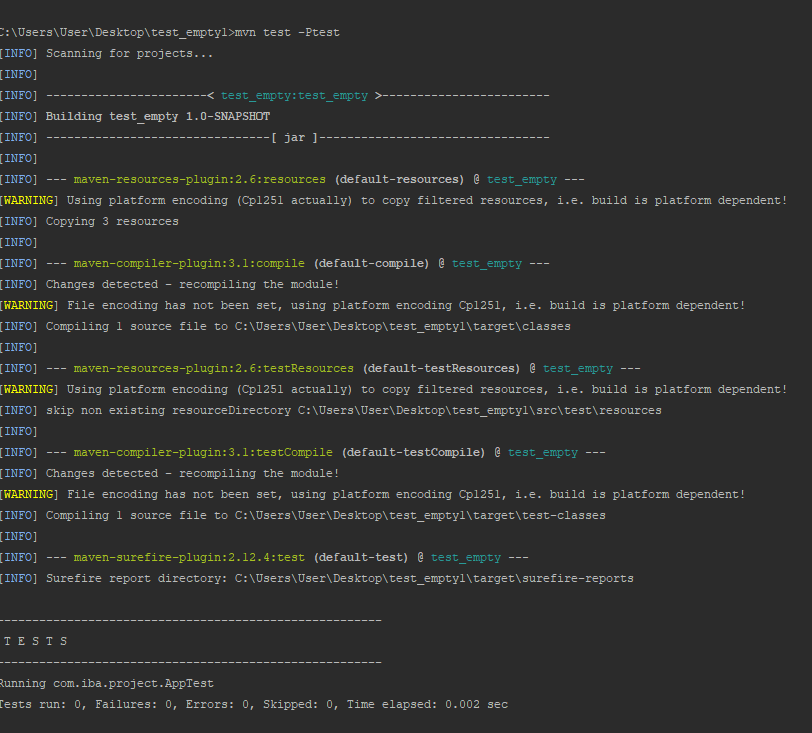 C:\Users\User\Desktop\test_empty1>mvn test -Ptest
[INFO] Scanning for projects...
[INFO]
[INFO] -----------------------< test_empty:test_empty >------------------------
[INFO] Building test_empty 1.0-SNAPSHOT
[INFO] --------------------------------[ jar ]---------------------------------
[INFO]
[INFO] --- maven-resources-plugin:2.6:resources (default-resources) @ test_empty ---
[WARNING] Using platform encoding (Cp1251 actually) to copy filtered resources, i.e. build is platform dependent!
[INFO] Copying 3 resources
[INFO]
[INFO] --- maven-compiler-plugin:3.1:compile (default-compile) @ test_empty ---
[INFO] Changes detected - recompiling the module!
[WARNING] File encoding has not been set, using platform encoding Cp1251, i.e. build is platform dependent!
[INFO] Compiling 1 source file to C:\Users\User\Desktop\test_empty1\target\classes
[INFO]
[INFO] --- maven-resources-plugin:2.6:testResources (default-testResources) @ test_empty ---
[WARNING] Using platform encoding (Cp1251 actually) to copy filtered resources, i.e. build is platform dependent!
[INFO] skip non existing resourceDirectory C:\Users\User\Desktop\test_empty1\src\test\resources
[INFO]
[INFO] --- maven-compiler-plugin:3.1:testCompile (default-testCompile) @ test_empty ---
[INFO] Changes detected - recompiling the module!
[WARNING] File encoding has not been set, using platform encoding Cp1251, i.e. build is platform dependent!
[INFO] Compiling 1 source file to C:\Users\User\Desktop\test_empty1\target\test-classes
[INFO]
[INFO] --- maven-surefire-plugin:2.12.4:test (default-test) @ test_empty ---
[INFO] Surefire report directory: C:\Users\User\Desktop\test_empty1\target\surefire-reports
-------------------------------------------------------
T E S T S
-------------------------------------------------------
Running com.iba.project.AppTest
Tests run: 0, Failures: 0, Errors: 0, Skipped: 0, Time elapsed: 0.002 sec